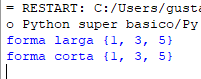 = RESTART: C:/Users/gusta
o Python super basico/Py
forma larga {1, 3, 5}
forma corta {1, 3, 5}